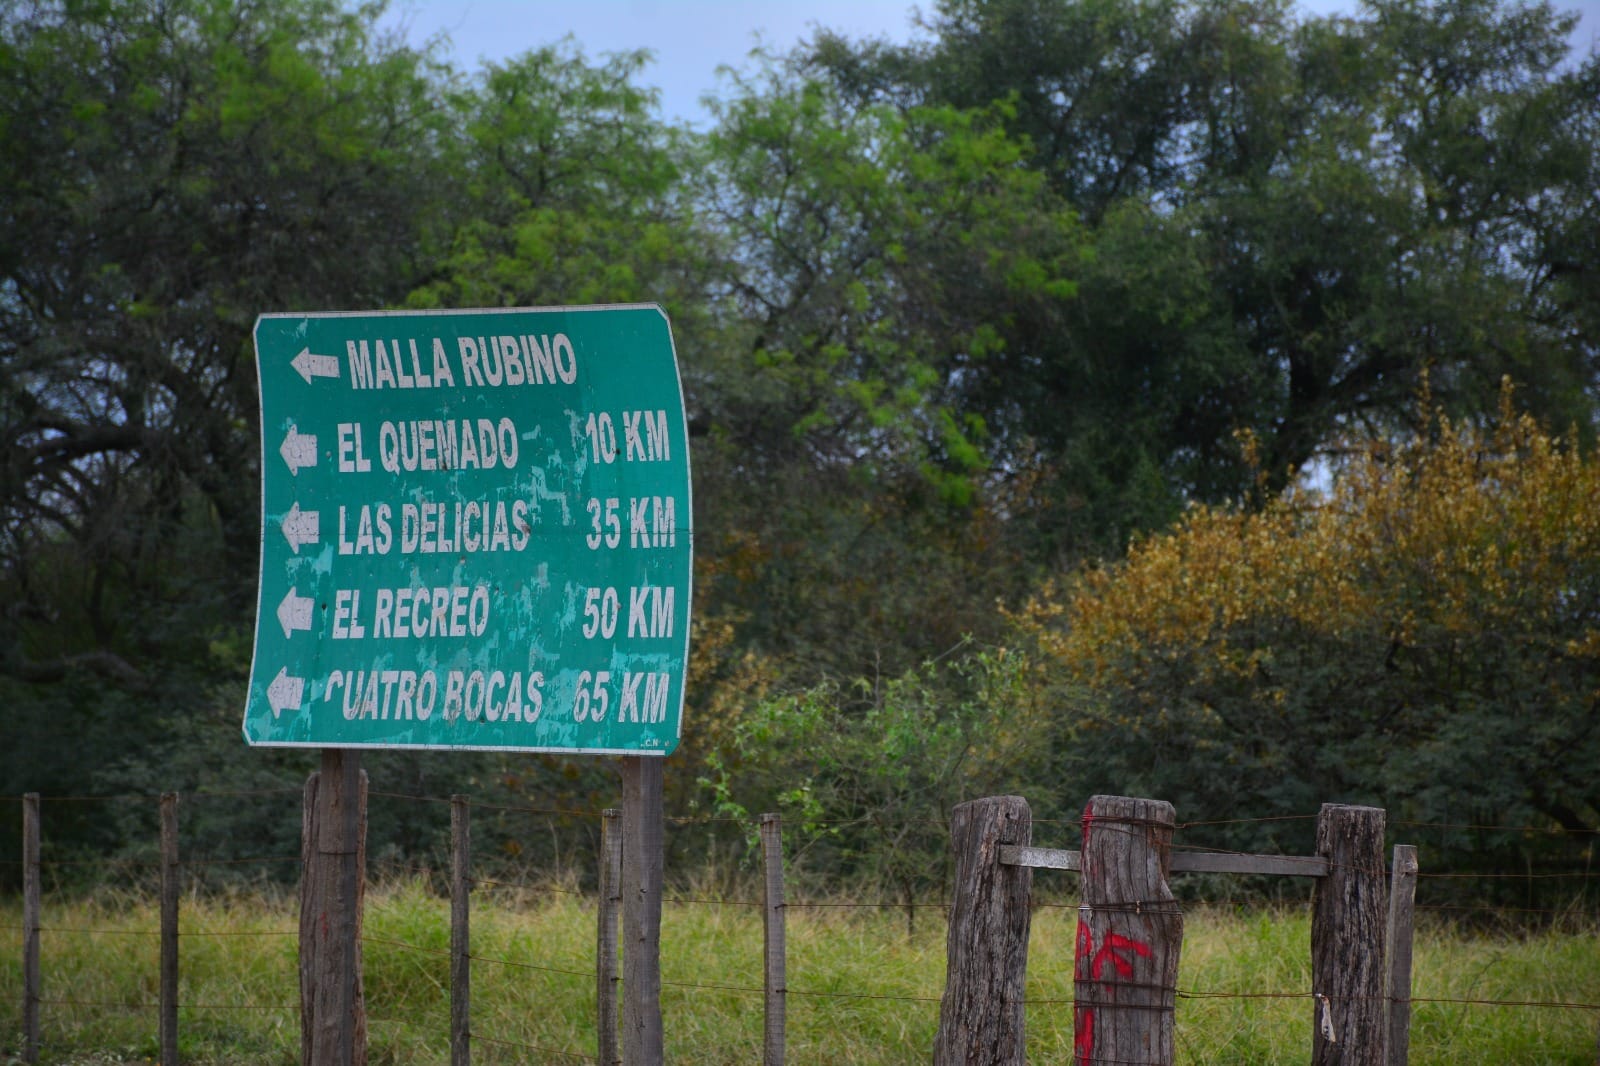 MALLA RUBINO
EL QUEMADO 10 KM
LAS DELICIAS 35 KM
EL RECREO 50 KM
CUATRO BOCAS 65 KM